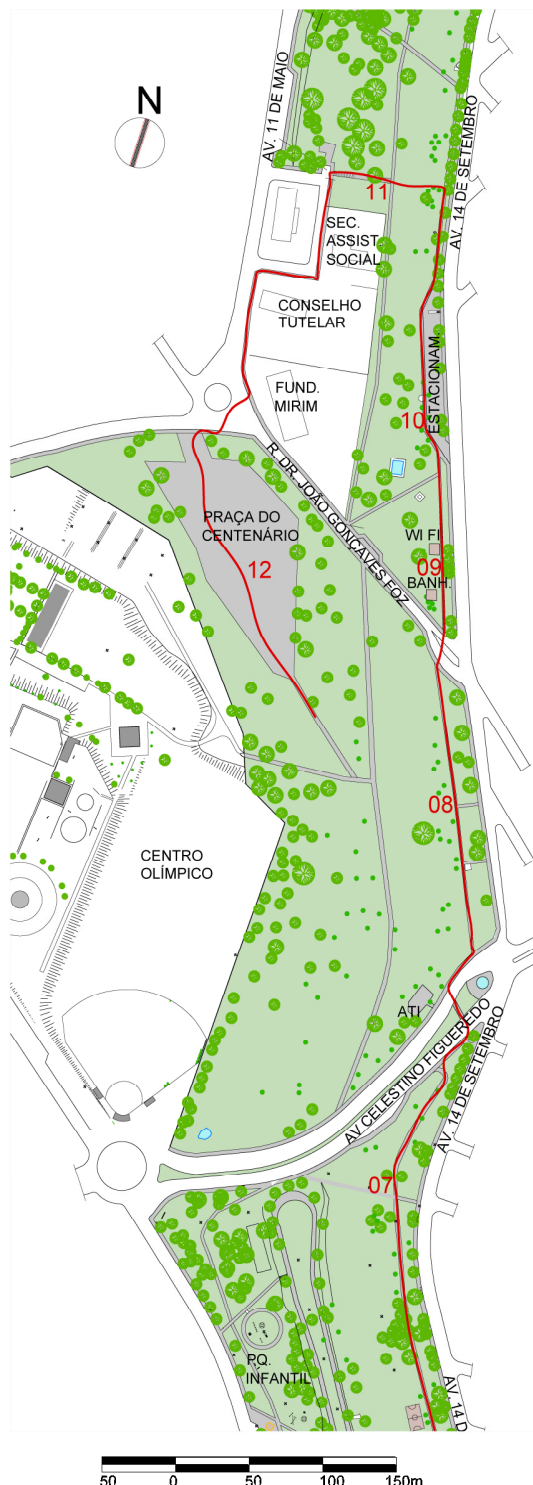 N
AV. 11 DE MAIO
AV. 14 DE SETEMBRO
11
SEC.
ASSIST.
SOCIAL
CONSELHO
TUTELAR
ESTACIONAM.
FUND.
MIRIM
10
R. DR. JOÃO GONÇAVES FOZ
PRAÇA DO
CENTENÁRIO
WI FI
12
09
BANH.
08
CENTRO
OLÍMPICO
ATI
AV CELESTINO FIGUEREDO
AV. 14 DE SETEMBRO
07
PQ.
INFANTIL
AV. 14 D
50 0 50 100 150m